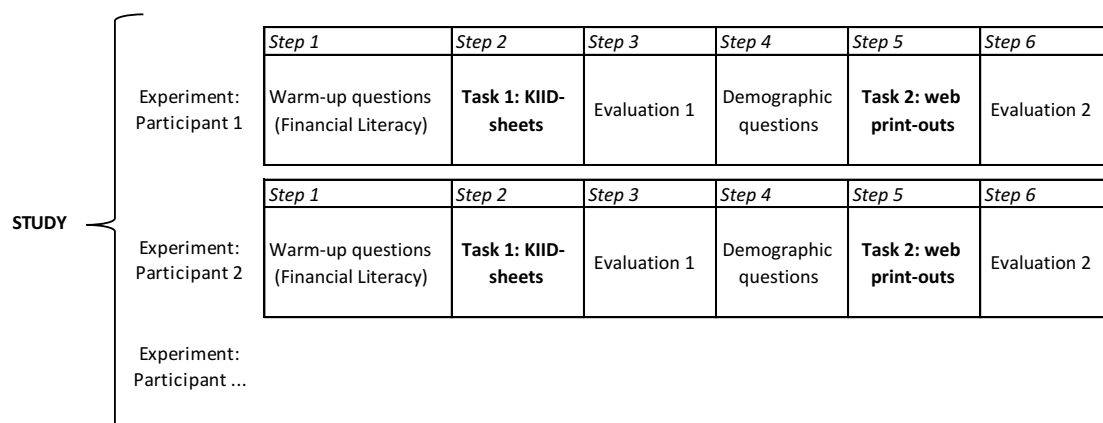 Step 1 Step 2 Step 3 Step 4 Step 5 Step 6
Experiment:
Participant 1
Warm-up questions
(Financial Literacy)
Task 1: KIID-
sheets
Evaluation 1
Demographic
questions
Task 2: web
print-outs
Evaluation 2
STUDY
Step 1 Step 2 Step 3 Step 4 Step 5 Step 6
Experiment:
Participant 2
Warm-up questions
(Financial Literacy)
Task 1: KIID-
sheets
Evaluation 1
Demographic
questions
Task 2: web
print-outs
Evaluation 2
Experiment:
Participant ...